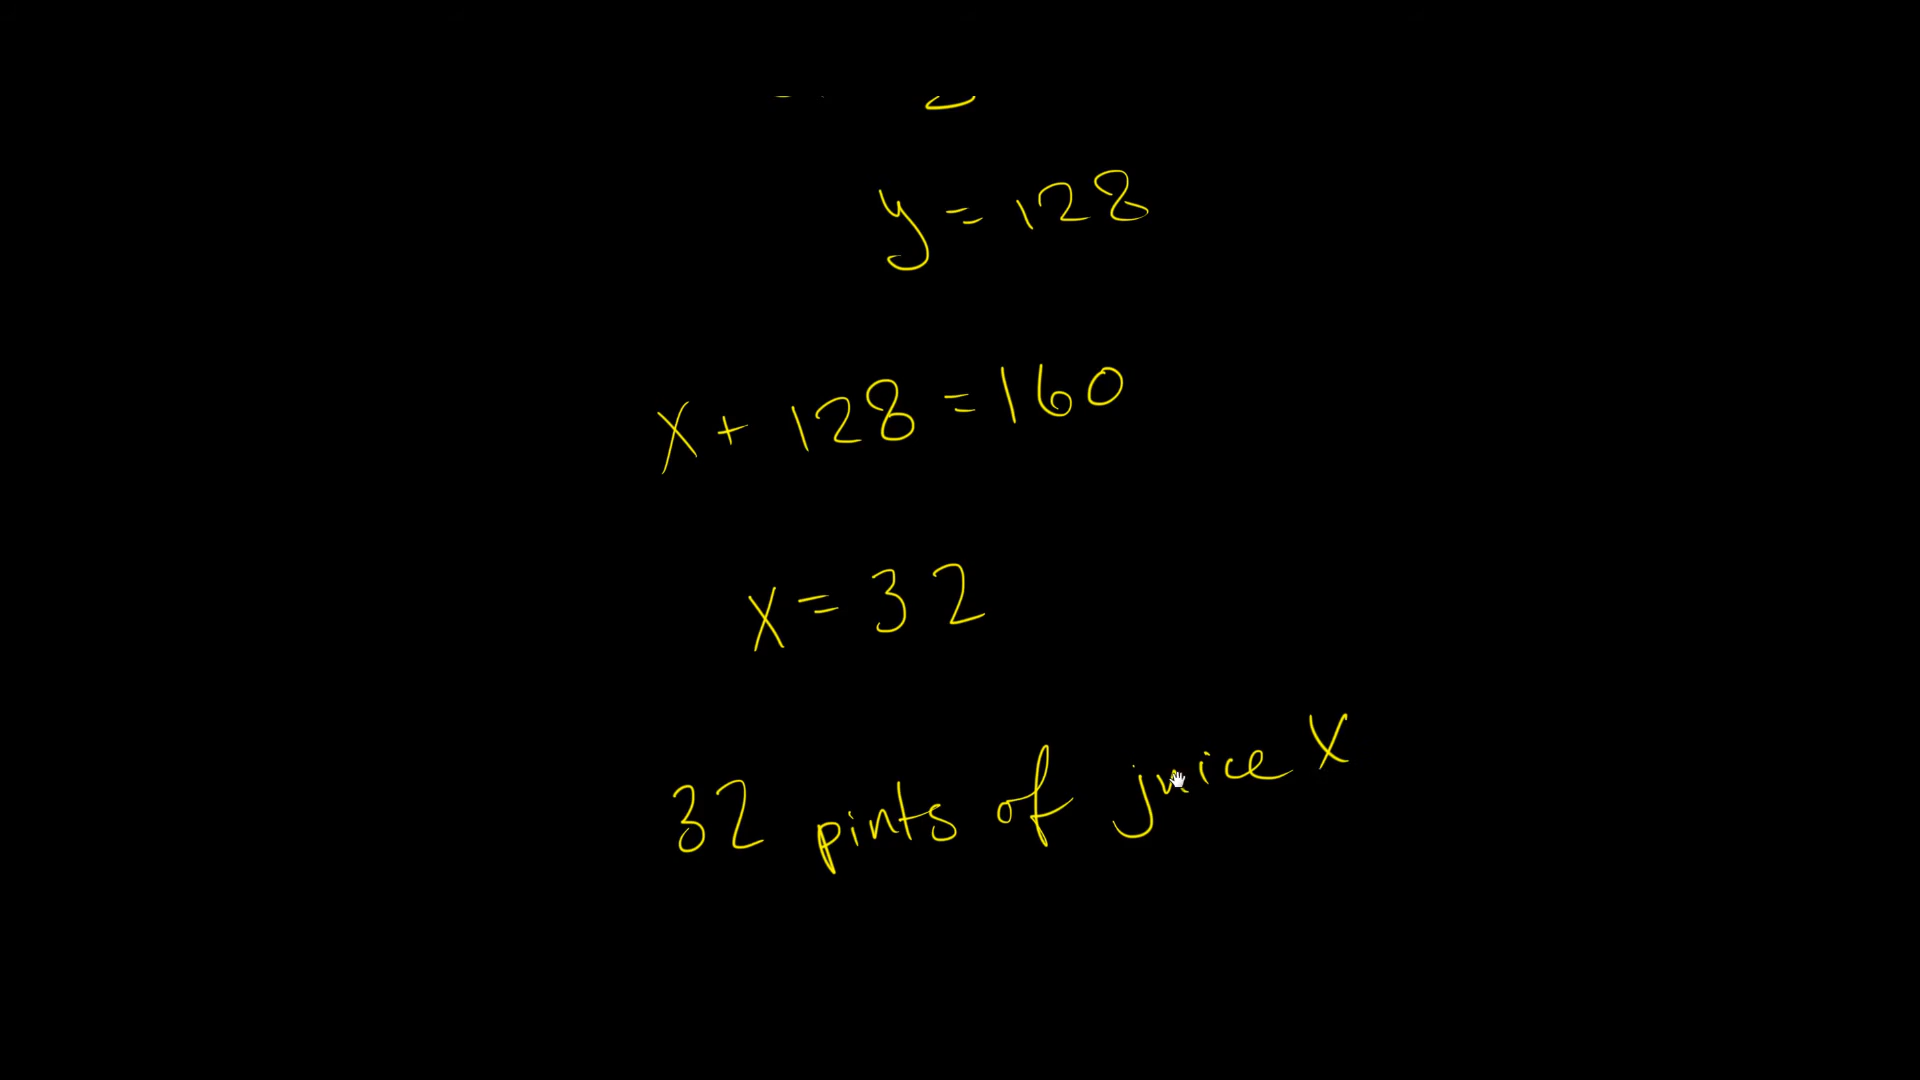 y = 128
x + 128 = 160
x = 32
32 pints of juice X